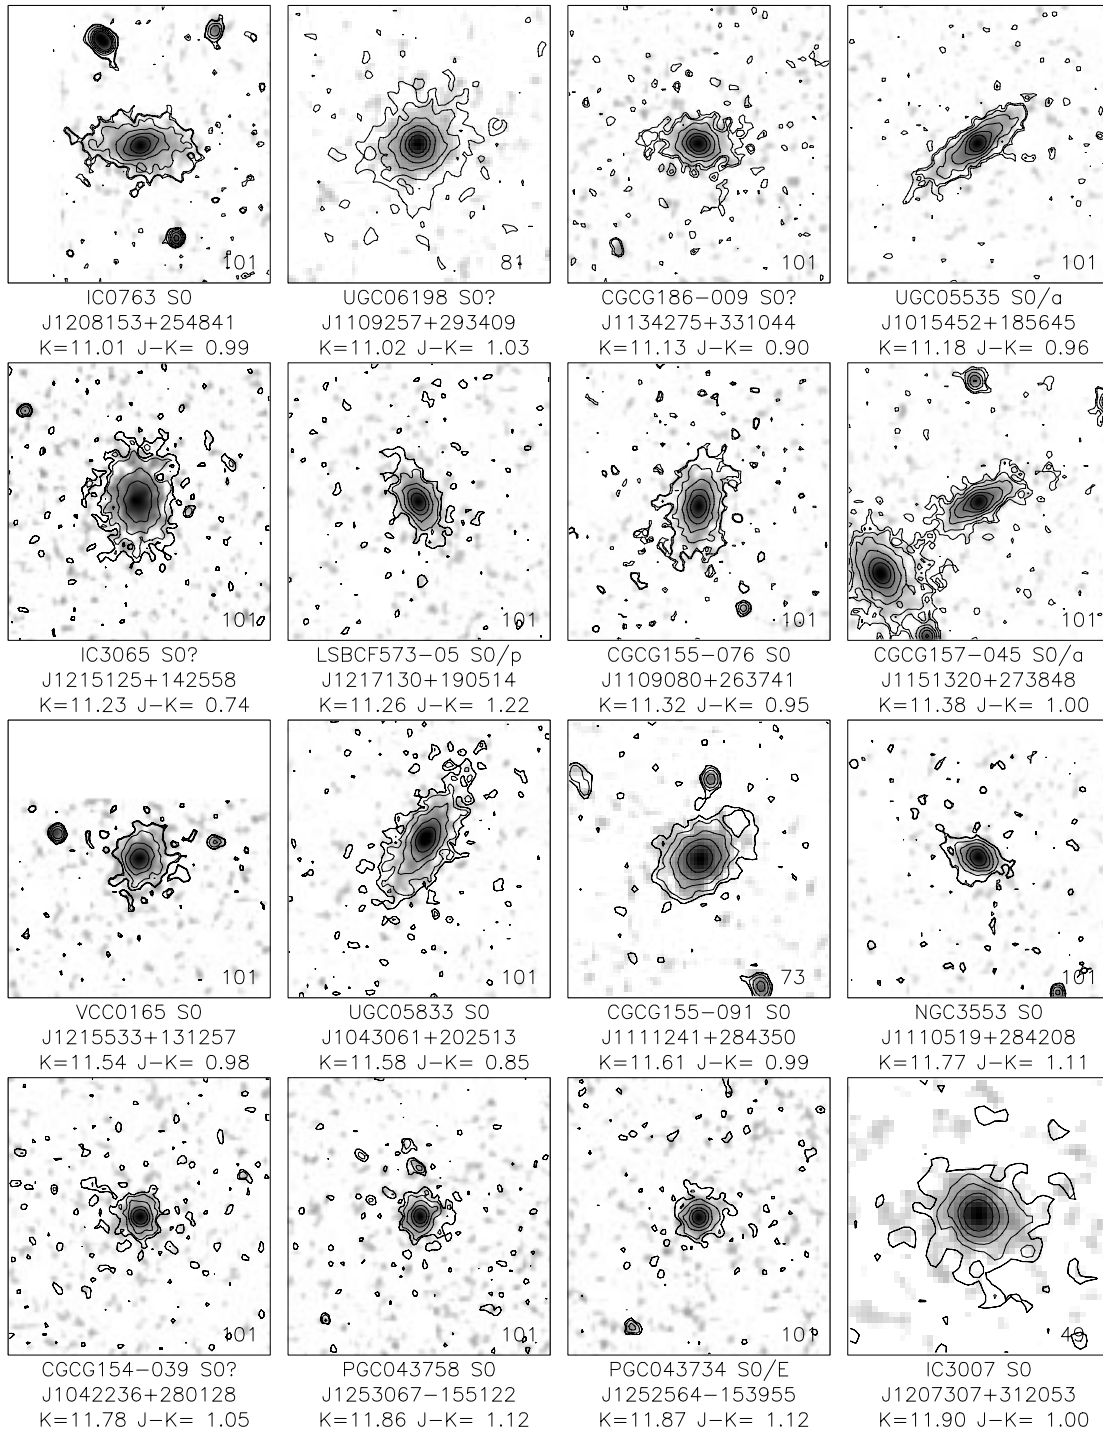 101
IC0763 S0
J1208153+254841
K=11.01 J-K= 0.99
81
UGC06198 S0?
J1109257+293409
K=11.02 J-K= 1.03
101
CGCG186-009 S0?
J1134275+331044
K=11.13 J-K= 0.90
101
UGC05535 S0/a
J1015452+185645
K=11.18 J-K= 0.96
101
IC3065 S0?
J1215125+142558
K=11.23 J-K= 0.74
101
LSBCF573-05 S0/p
J1217130+190514
K=11.26 J-K= 1.22
101
CGCG155-076 S0
J1109080+263741
K=11.32 J-K= 0.95
101
CGCG157-045 S0/a
J1151320+273848
K=11.38 J-K= 1.00
101
VCC0165 S0
J1215533+131257
K=11.54 J-K= 0.98
101
UGC05833 S0
J1043061+202513
K=11.58 J-K= 0.85
73
CGCG155-091 S0
J1111241+284350
K=11.61 J-K= 0.99
101
NGC3553 S0
J1110519+284208
K=11.77 J-K= 1.11
101
CGCG154-039 S0?
J1042236+280128
K=11.78 J-K= 1.05
101
PGC043758 S0
J1253067-155122
K=11.86 J-K= 1.12
101
PGC043734 S0/E
J1252564-153955
K=11.87 J-K= 1.12
49
IC3007 S0
J1207307+312053
K=11.90 J-K= 1.00